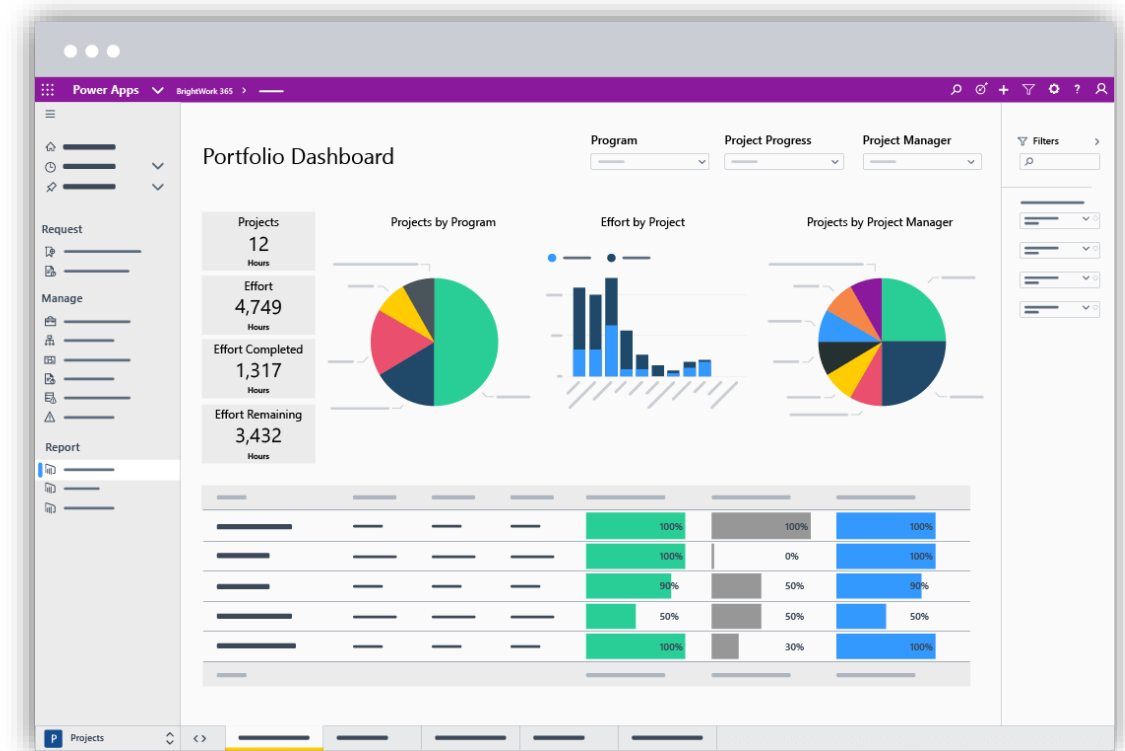 Power Apps
BrightWork 365 >
?
Portfolio Dashboard
Program
Project Progress
Project Manager
Filters
Request
Manage
Report
Projects
12
Hours
Effort
4,749
Hours
Effort Completed
1,317
Hours
Effort Remaining
3,432
Hours
Projects by Program
Effort by Project
Projects by Project Manager
100% 100% 100%
100% 0% 100%
90% 50% 90%
50% 50% 50%
100% 30% 100%
P Projects